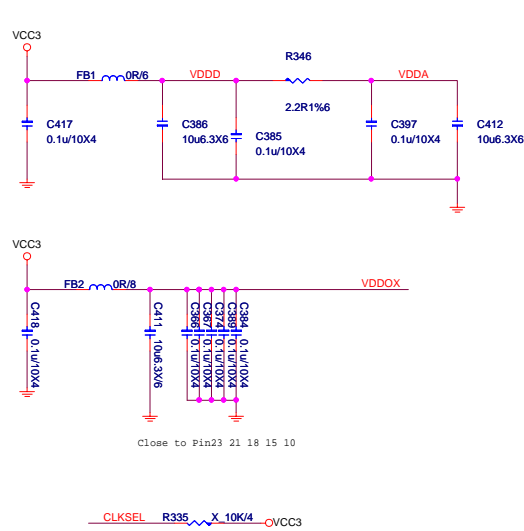 VCC3
R346
FB1 0R/6 VDDD VDDA
2.2R1%6
C417
0.1u/10X4
C386
10u6.3X6
C385
0.1u/10X4
C397
0.1u/10X4
C412
10u6.3X6
VCC3
FB2 0R/8 VDDOX
C418 0.1u/10X4
C411 10u6.3X/6
C366 0.1u/10X4
C367 0.1u/10X4
C374 0.1u/10X4
C389 0.1u/10X4
C384 0.1u/10X4
Close to Pin23 21 18 15 10
CLKSEL R335 X_10K/4 VCC3